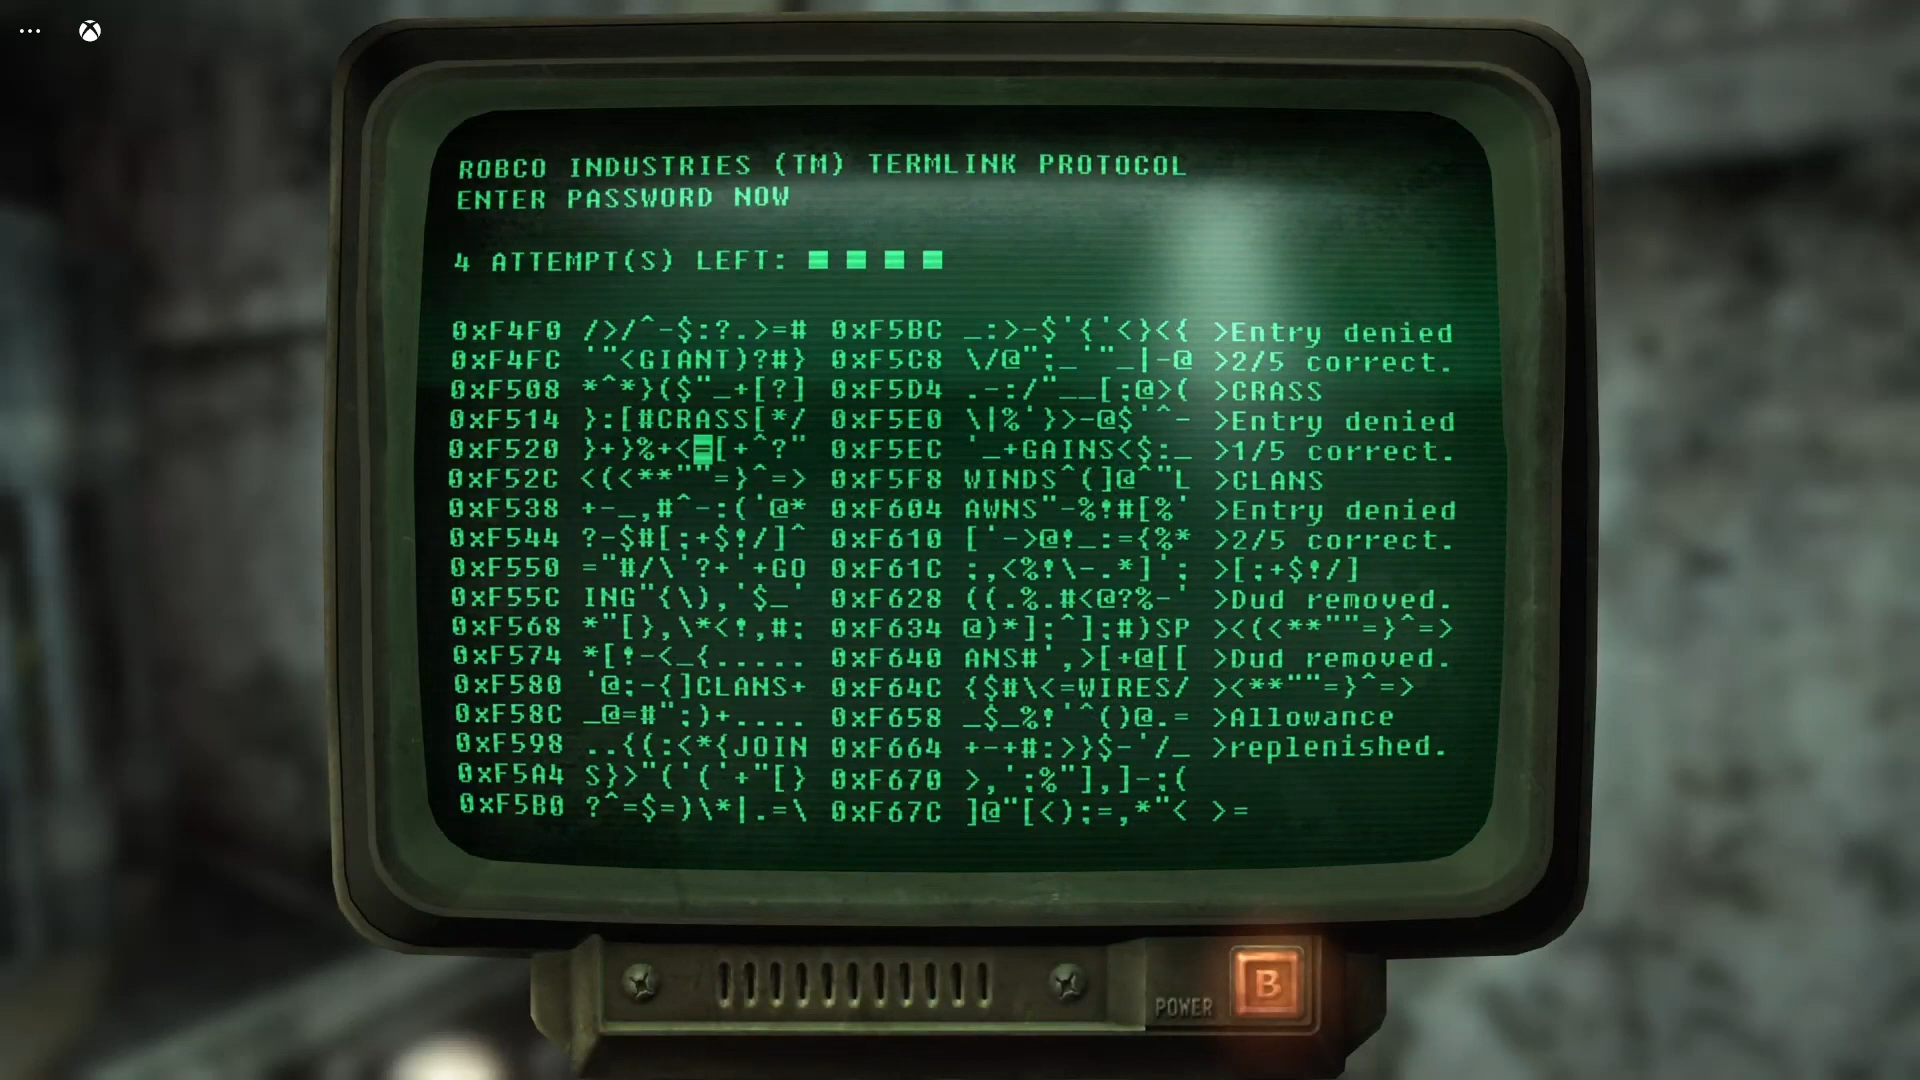 ROBCO INDUSTRIES (TM) TERMLINK PROTOCOL
ENTER PASSWORD NOW
4 ATTEMPT(S) LEFT: ■ ■ ■ ■
0xF4F0 />/^-$:?.>=# 0xF5BC _:>-$'{'<}<{ >Entry denied
0xF4FC '"<GIANT)?#} 0xF5C8 \/@";_'"_|-@ >2/5 correct.
0xF508 *^*}($"_+[?] 0xF5D4 .-:/"__[;@>( >CRASS
0xF514 }:[#CRASS[*/ 0xF5E0 \|%'}>-@$'^- >Entry denied
0xF520 }+}%+<=[+^?" 0xF5EC '_+GAINS<$:_ >1/5 correct.
0xF52C <(<**""=}^=> 0xF5F8 WINDS^(]@^"L >CLANS
0xF538 +-_,#^-:('@* 0xF604 AWNS"-%!#[%' >Entry denied
0xF544 ?-$#[;+$!/]^ 0xF610 ['->@!_:={%* >2/5 correct.
0xF550 ="#/\'?+'+GO 0xF61C ;,<%!\-.*]'; >[;+$!/]
0xF55C ING"{\),'$_' 0xF628 ((.%.#<@?%-' >Dud removed.
0xF568 *"[},\*<!,#; 0xF634 @)*];^];#)SP ><(<**""=}^=>
0xF574 *[!-<_{..... 0xF640 ANS#',>[+@[[ >Dud removed.
0xF580 '@;-{]CLANS+ 0xF64C {$#\<=WIRES/ ><**""=}^=>
0xF58C _@=#";)+.... 0xF658 _$_%!'^()@.= >Allowance
0xF598 ..{(:<*{JOIN 0xF664 +-+#:>}$-'/_ >replenished.
0xF5A4 S}>"('('+"[} 0xF670 >,';%"],]-;(
0xF5B0 ?^=$=)\*|.=\ 0xF67C ]@"[<);=,*"< >=
POWER
B